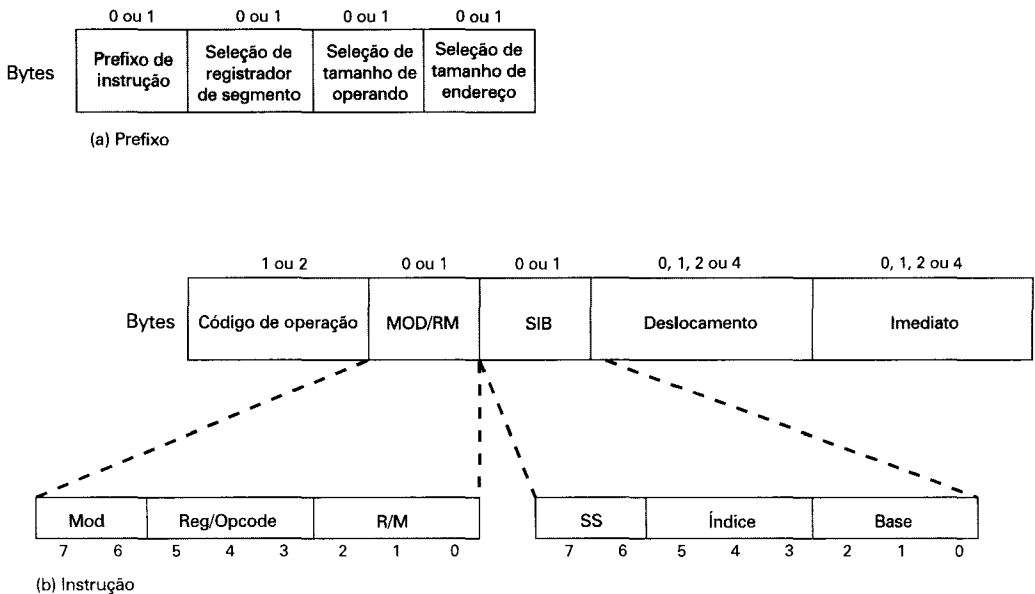 0 ou 1 0 ou 1 0 ou 1 0 ou 1
Bytes
Prefixo de
instrução
Seleção de
registrador
de segmento
Seleção de
tamanho de
operando
Seleção de
tamanho de
endereço
(a) Prefixo
1 ou 2 0 ou 1 0 ou 1 0, 1, 2 ou 4 0, 1, 2 ou 4
Bytes Código de operação MOD/RM SIB Deslocamento Imediato
Mod Reg/Opcode R/M SS Índice Base
7 6 5 4 3 2 1 0 7 6 5 4 3 2 1 0
(b) Instrução